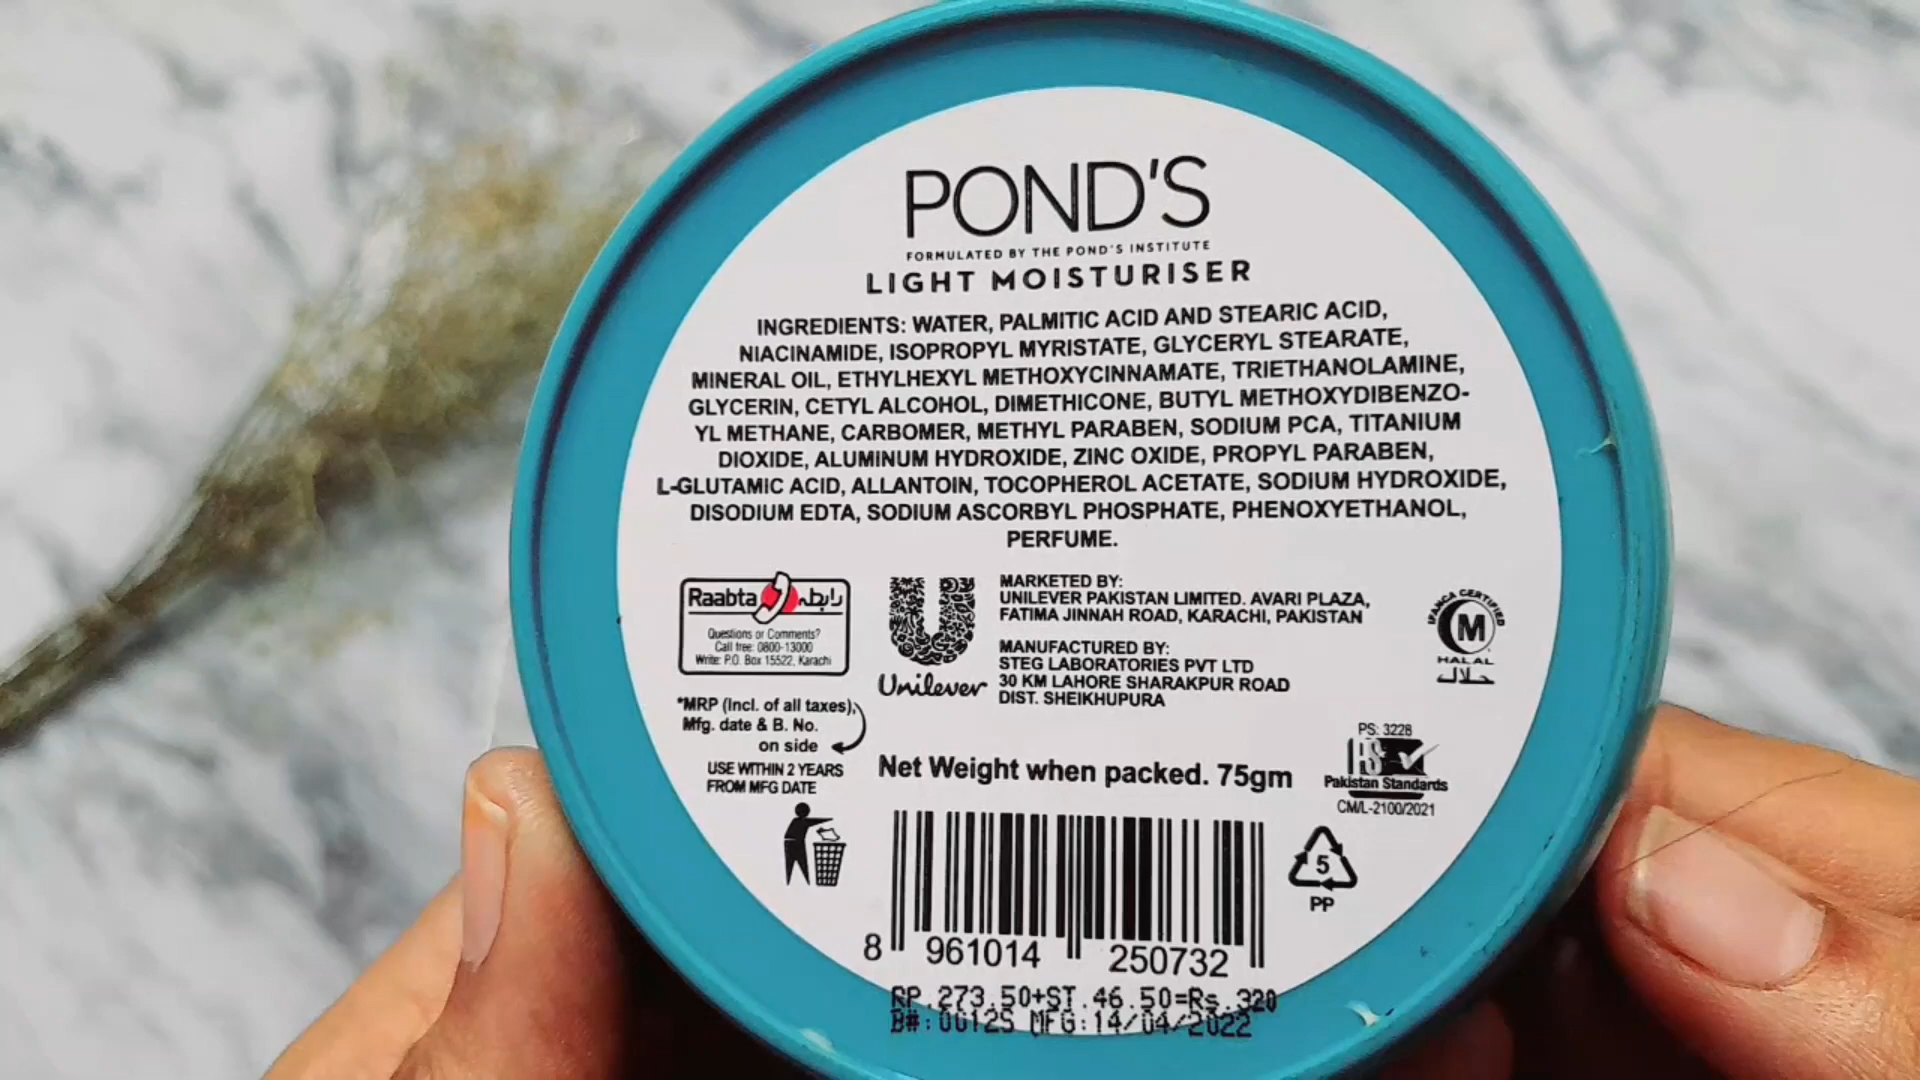 POND'S
FORMULATED BY THE POND'S INSTITUTE
LIGHT MOISTURISER
INGREDIENTS: WATER, PALMITIC ACID AND STEARIC ACID,
NIACINAMIDE, ISOPROPYL MYRISTATE, GLYCERYL STEARATE,
MINERAL OIL, ETHYLHEXYL METHOXYCINNAMATE, TRIETHANOLAMINE,
GLYCERIN, CETYL ALCOHOL, DIMETHICONE, BUTYL METHOXYDIBENZO-
YL METHANE, CARBOMER, METHYL PARABEN, SODIUM PCA, TITANIUM
DIOXIDE, ALUMINUM HYDROXIDE, ZINC OXIDE, PROPYL PARABEN,
L-GLUTAMIC ACID, ALLANTOIN, TOCOPHEROL ACETATE, SODIUM HYDROXIDE,
DISODIUM EDTA, SODIUM ASCORBYL PHOSPHATE, PHENOXYETHANOL,
PERFUME.
Raabta رابطہ
Questions or Comments?
Call free: 0800-13000
Write: P.O. Box 15522, Karachi
Unilever
MARKETED BY:
UNILEVER PAKISTAN LIMITED. AVARI PLAZA,
FATIMA JINNAH ROAD, KARACHI, PAKISTAN
MANUFACTURED BY:
STEG LABORATORIES PVT LTD
30 KM LAHORE SHARAKPUR ROAD
DIST. SHEIKHUPURA
IFANCA CERTIFIED
M
HALAL
حلال
*MRP (Incl. of all taxes),
Mfg. date & B. No.
on side
USE WITHIN 2 YEARS
FROM MFG DATE
Net Weight when packed. 75gm
PS: 3228
PS
Pakistan Standards
CM/L-2100/2021
5
PP
8 961014 250732
RP.273.50+ST.46.50=Rs.320
B#:00125 MFG:14/04/2022